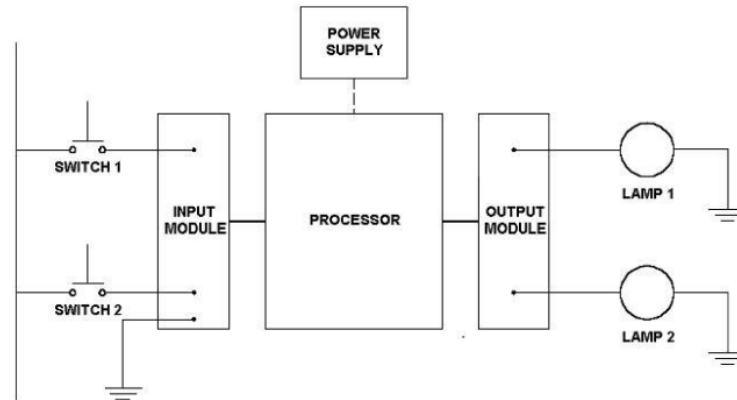 POWER
SUPPLY
SWITCH 1
INPUT
MODULE
PROCESSOR
OUTPUT
MODULE
LAMP 1
SWITCH 2
LAMP 2